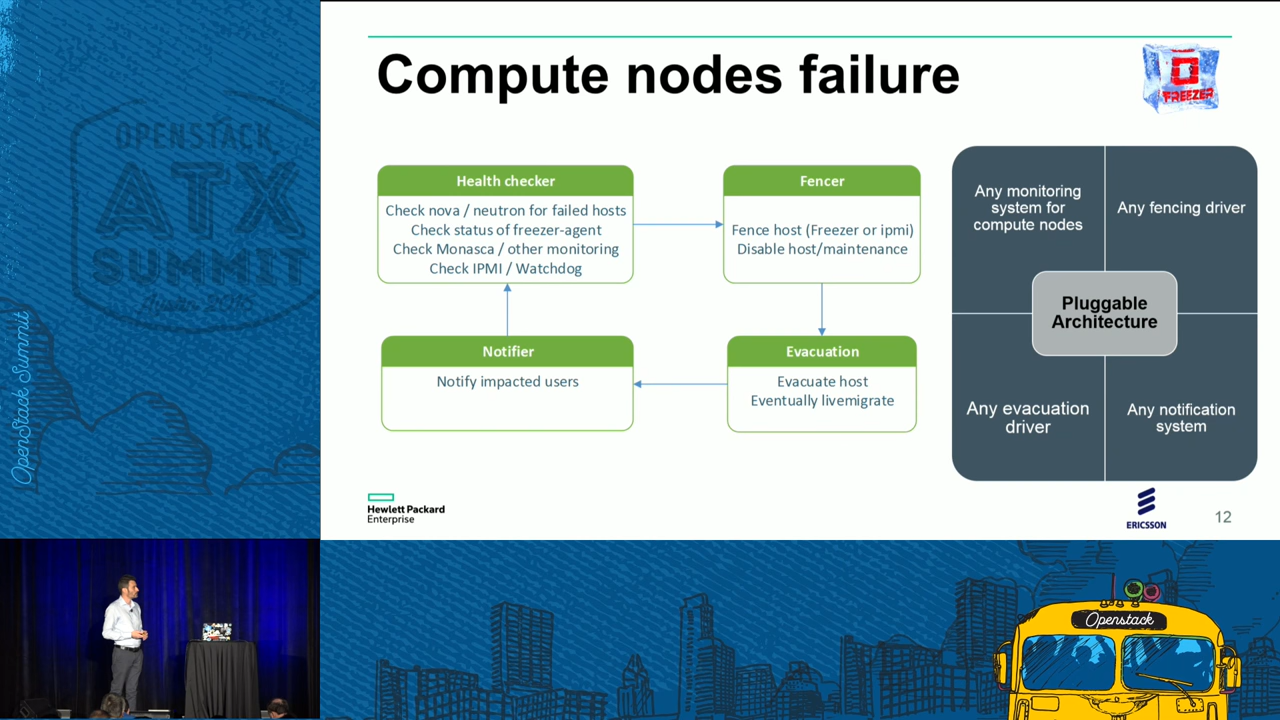 Compute nodes failure
FREEZER
Health checker
Check nova / neutron for failed hosts
Check status of freezer-agent
Check Monasca / other monitoring
Check IPMI / Watchdog
Fencer
Fence host (Freezer or ipmi)
Disable host/maintenance
Notifier
Notify impacted users
Evacuation
Evacuate host
Eventually livemigrate
Any monitoring
system for
compute nodes
Any fencing driver
Pluggable
Architecture
Any evacuation
driver
Any notification
system
Hewlett Packard
Enterprise
ERICSSON
12
OPENSTACK
ATX
SUMMIT
OpenStack Summit
Openstack